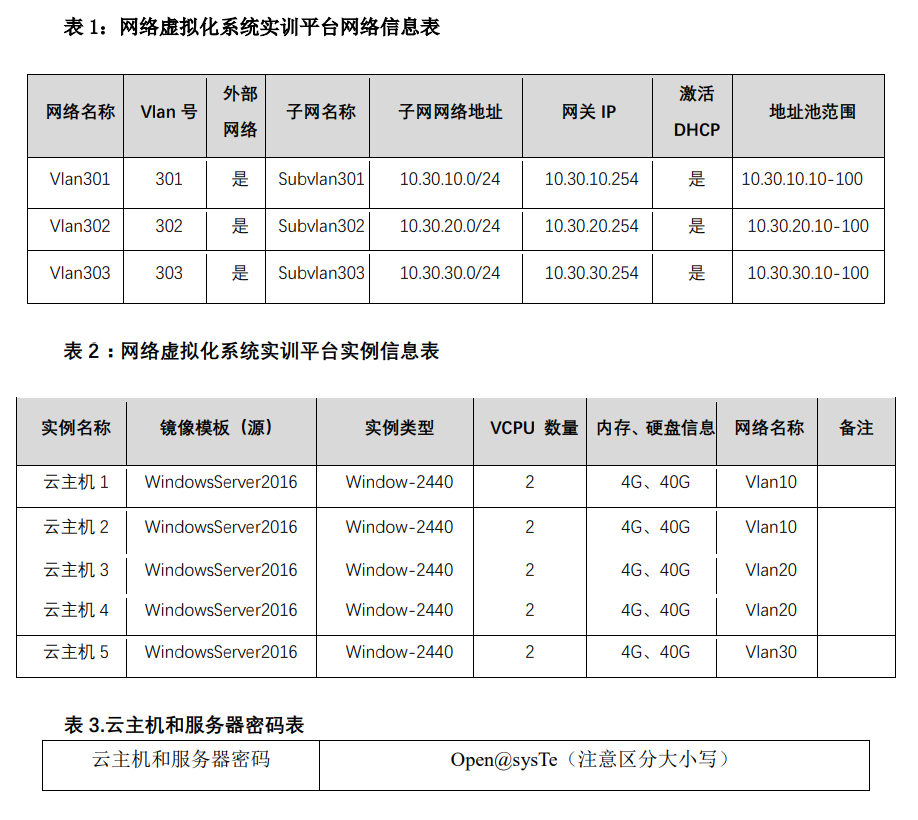 表 1：网络虚拟化系统实训平台网络信息表
网络名称 Vlan 号 外部网络 子网名称 子网网络地址 网关 IP 激活 DHCP 地址池范围
Vlan301 301 是 Subvlan301 10.30.10.0/24 10.30.10.254 是 10.30.10.10-100
Vlan302 302 是 Subvlan302 10.30.20.0/24 10.30.20.254 是 10.30.20.10-100
Vlan303 303 是 Subvlan303 10.30.30.0/24 10.30.30.254 是 10.30.30.10-100
表 2：网络虚拟化系统实训平台实例信息表
实例名称 镜像模板（源） 实例类型 VCPU 数量 内存、硬盘信息 网络名称 备注
云主机 1 WindowsServer2016 Window-2440 2 4G、40G Vlan10
云主机 2 WindowsServer2016 Window-2440 2 4G、40G Vlan10
云主机 3 WindowsServer2016 Window-2440 2 4G、40G Vlan20
云主机 4 WindowsServer2016 Window-2440 2 4G、40G Vlan20
云主机 5 WindowsServer2016 Window-2440 2 4G、40G Vlan30
表 3.云主机和服务器密码表
云主机和服务器密码 Open@sysTe（注意区分大小写）